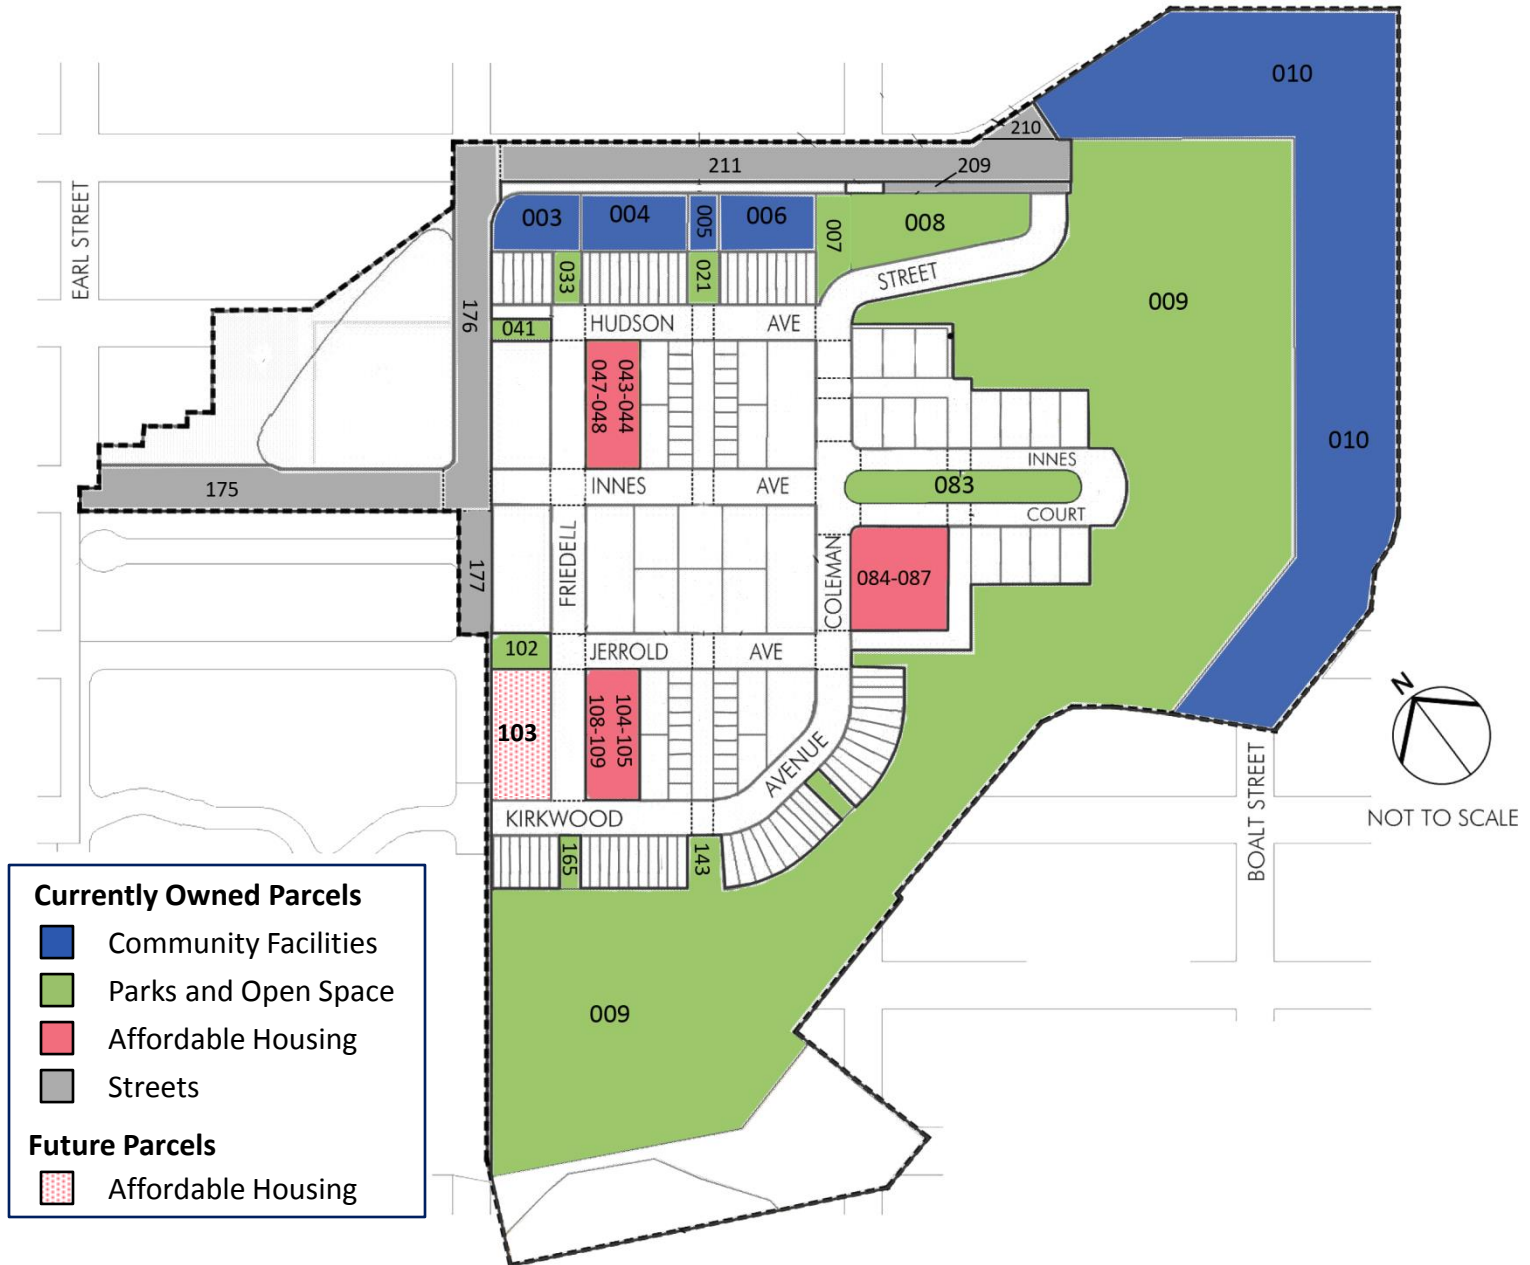 010
210
211
209
EARL STREET
003
004
005
006
007
008
STREET
033
021
009
176
041
HUDSON
AVE
047-048
043-044
010
INNES
175
INNES
AVE
083
COURT
177
FRIEDELL
COLEMAN
084-087
102
JERROLD
AVE
N
103
108-109
104-105
AVENUE
KIRKWOOD
BOALT STREET
NOT TO SCALE
165
143
Currently Owned Parcels
Community Facilities
Parks and Open Space
009
Affordable Housing
Streets
Future Parcels
Affordable Housing